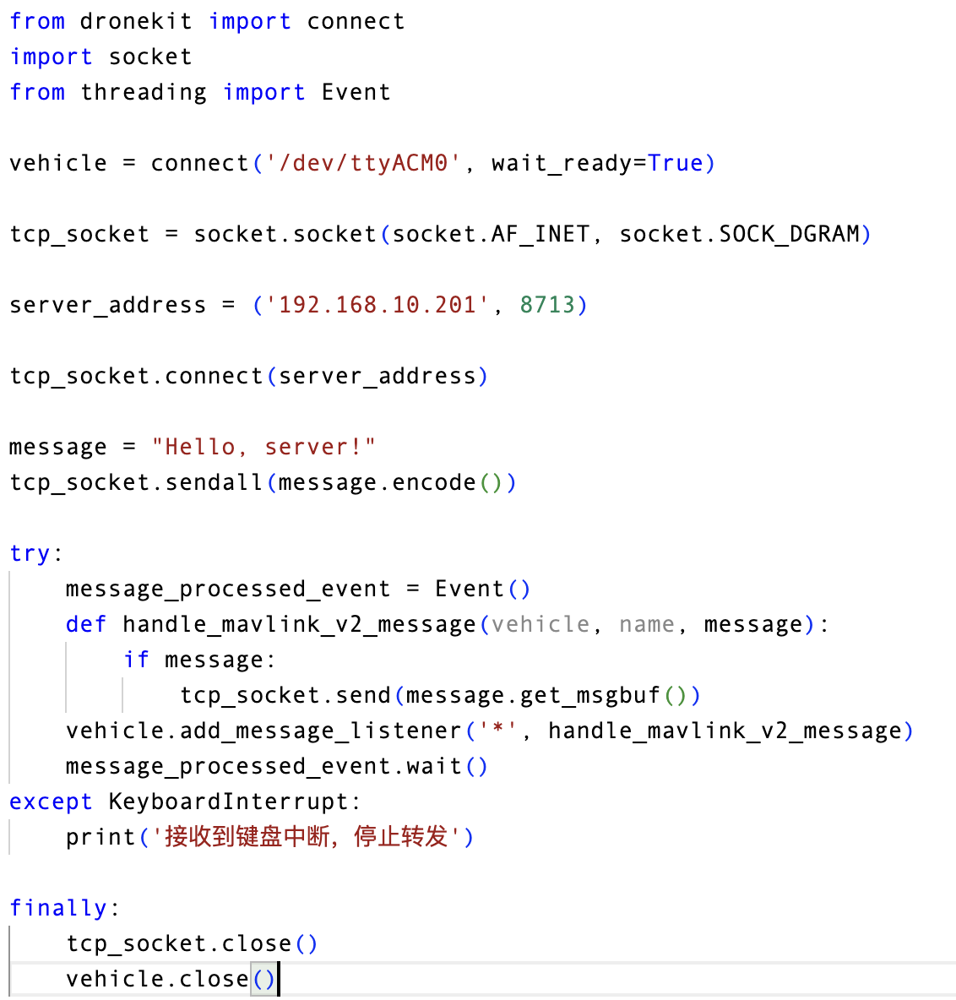 from dronekit import connect
import socket
from threading import Event

vehicle = connect('/dev/ttyACM0', wait_ready=True)

tcp_socket = socket.socket(socket.AF_INET, socket.SOCK_DGRAM)

server_address = ('192.168.10.201', 8713)

tcp_socket.connect(server_address)

message = "Hello, server!"
tcp_socket.sendall(message.encode())

try:
    message_processed_event = Event()
    def handle_mavlink_v2_message(vehicle, name, message):
        if message:
            tcp_socket.send(message.get_msgbuf())
    vehicle.add_message_listener('*', handle_mavlink_v2_message)
    message_processed_event.wait()
except KeyboardInterrupt:
    print('接收到键盘中断，停止转发')

finally:
    tcp_socket.close()
    vehicle.close()